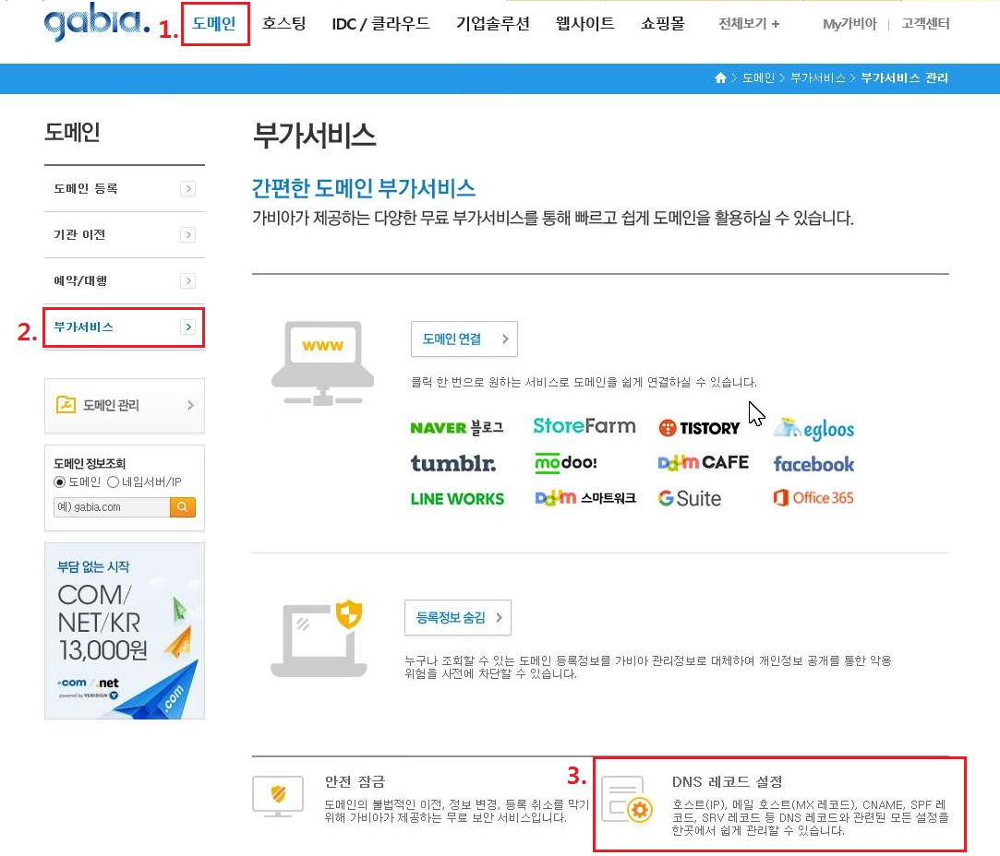 gabia.
1.
도메인
호스팅
IDC / 클라우드
기업솔루션
웹사이트
쇼핑몰
전체보기 +
My가비아
고객센터
> 도메인 > 부가서비스 > 부가서비스 관리
도메인
도메인 등록
기관 이전
예약/대행
2.
부가서비스
도메인 관리
도메인 정보조회
도메인 네임서버/IP
예) gabia.com
부담 없는 시작
COM/
NET/KR
13,000원
.com .net
powered by VERISIGN
.com
부가서비스
간편한 도메인 부가서비스
가비아가 제공하는 다양한 무료 부가서비스를 통해 빠르고 쉽게 도메인을 활용하실 수 있습니다.
www
도메인 연결
클릭 한 번으로 원하는 서비스로 도메인을 쉽게 연결하실 수 있습니다.
NAVER 블로그
StoreFarm
TISTORY
egloos
tumblr.
modoo!
Daum CAFE
facebook
LINE WORKS
Daum 스마트워크
G Suite
Office 365
등록정보 숨김
누구나 조회할 수 있는 도메인 등록정보를 가비아 관리정보로 대체하여 개인정보 공개를 통한 악용
위험을 사전에 차단할 수 있습니다.
안전 잠금
도메인의 불법적인 이전, 정보 변경, 등록 취소를 막기
위해 가비아가 제공하는 무료 보안 서비스입니다.
3.
DNS 레코드 설정
호스트(IP), 메일 호스트(MX 레코드), CNAME, SPF 레
코드, SRV 레코드 등 DNS 레코드와 관련된 모든 설정을
한곳에서 쉽게 관리할 수 있습니다.